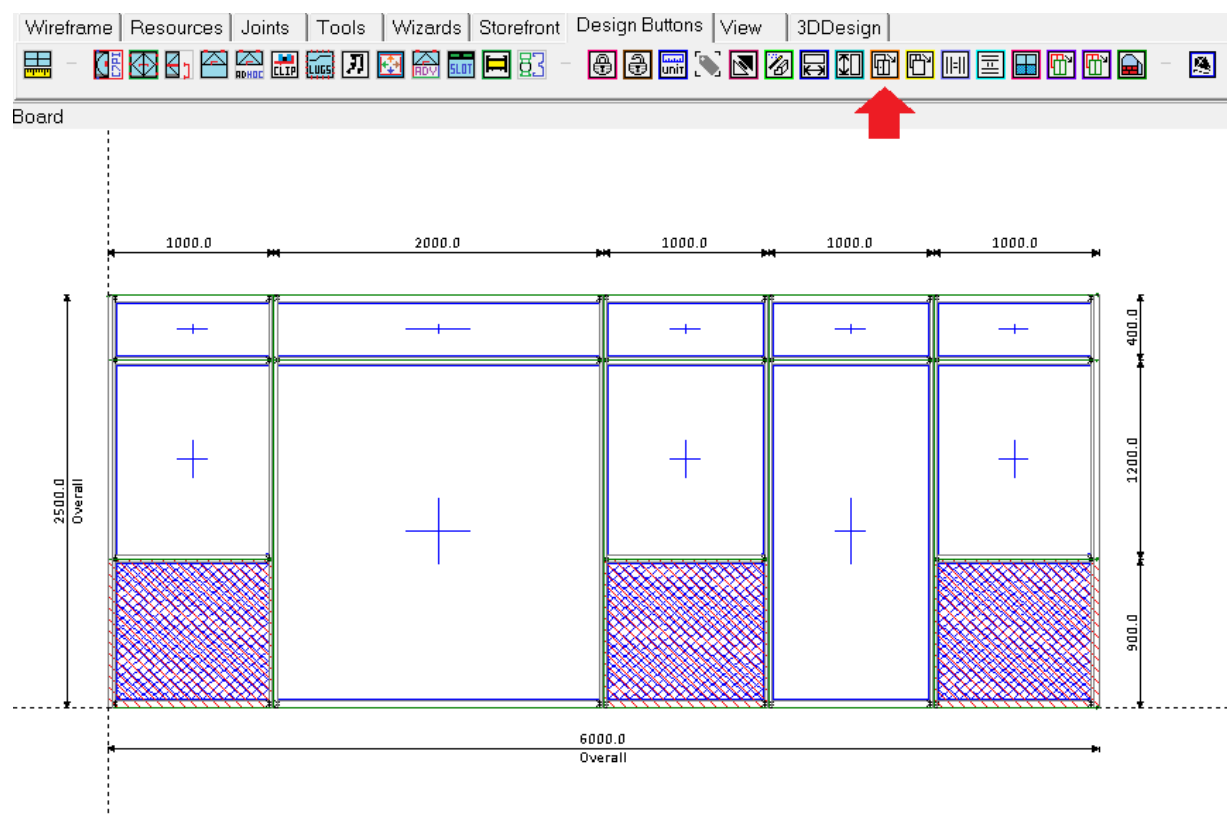 Wireframe Resources Joints Tools Wizards Storefront Design Buttons View 3DDesign
CLIP LUGS ADHOC ADV SLOT UNIT
Board
1000.0 2000.0 1000.0 1000.0 1000.0
400.0
1200.0
2500.0
Overall
900.0
6000.0
Overall